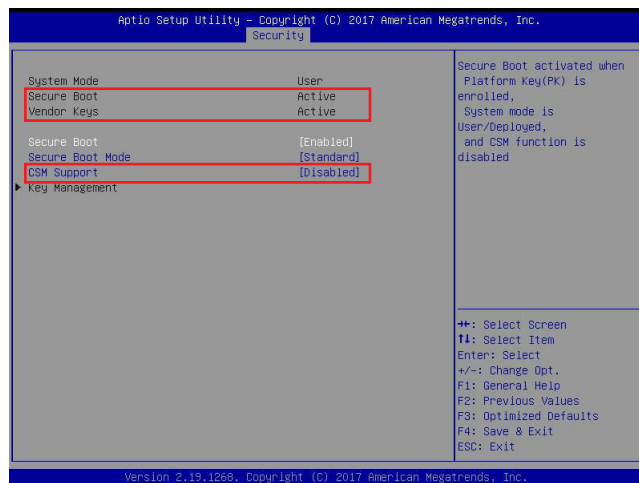 Aptio Setup Utility – Copyright (C) 2017 American Megatrends, Inc.
Security
System Mode User
Secure Boot Active
Vendor Keys Active
Secure Boot [Enabled]
Secure Boot Mode [Standard]
CSM Support [Disabled]
Key Management
Secure Boot activated when
Platform Key(PK) is
enrolled,
System mode is
User/Deployed,
and CSM function is
disabled
→←: Select Screen
↑↓: Select Item
Enter: Select
+/-: Change Opt.
F1: General Help
F2: Previous Values
F3: Optimized Defaults
F4: Save & Exit
ESC: Exit
Version 2.19.1268. Copyright (C) 2017 American Megatrends, Inc.